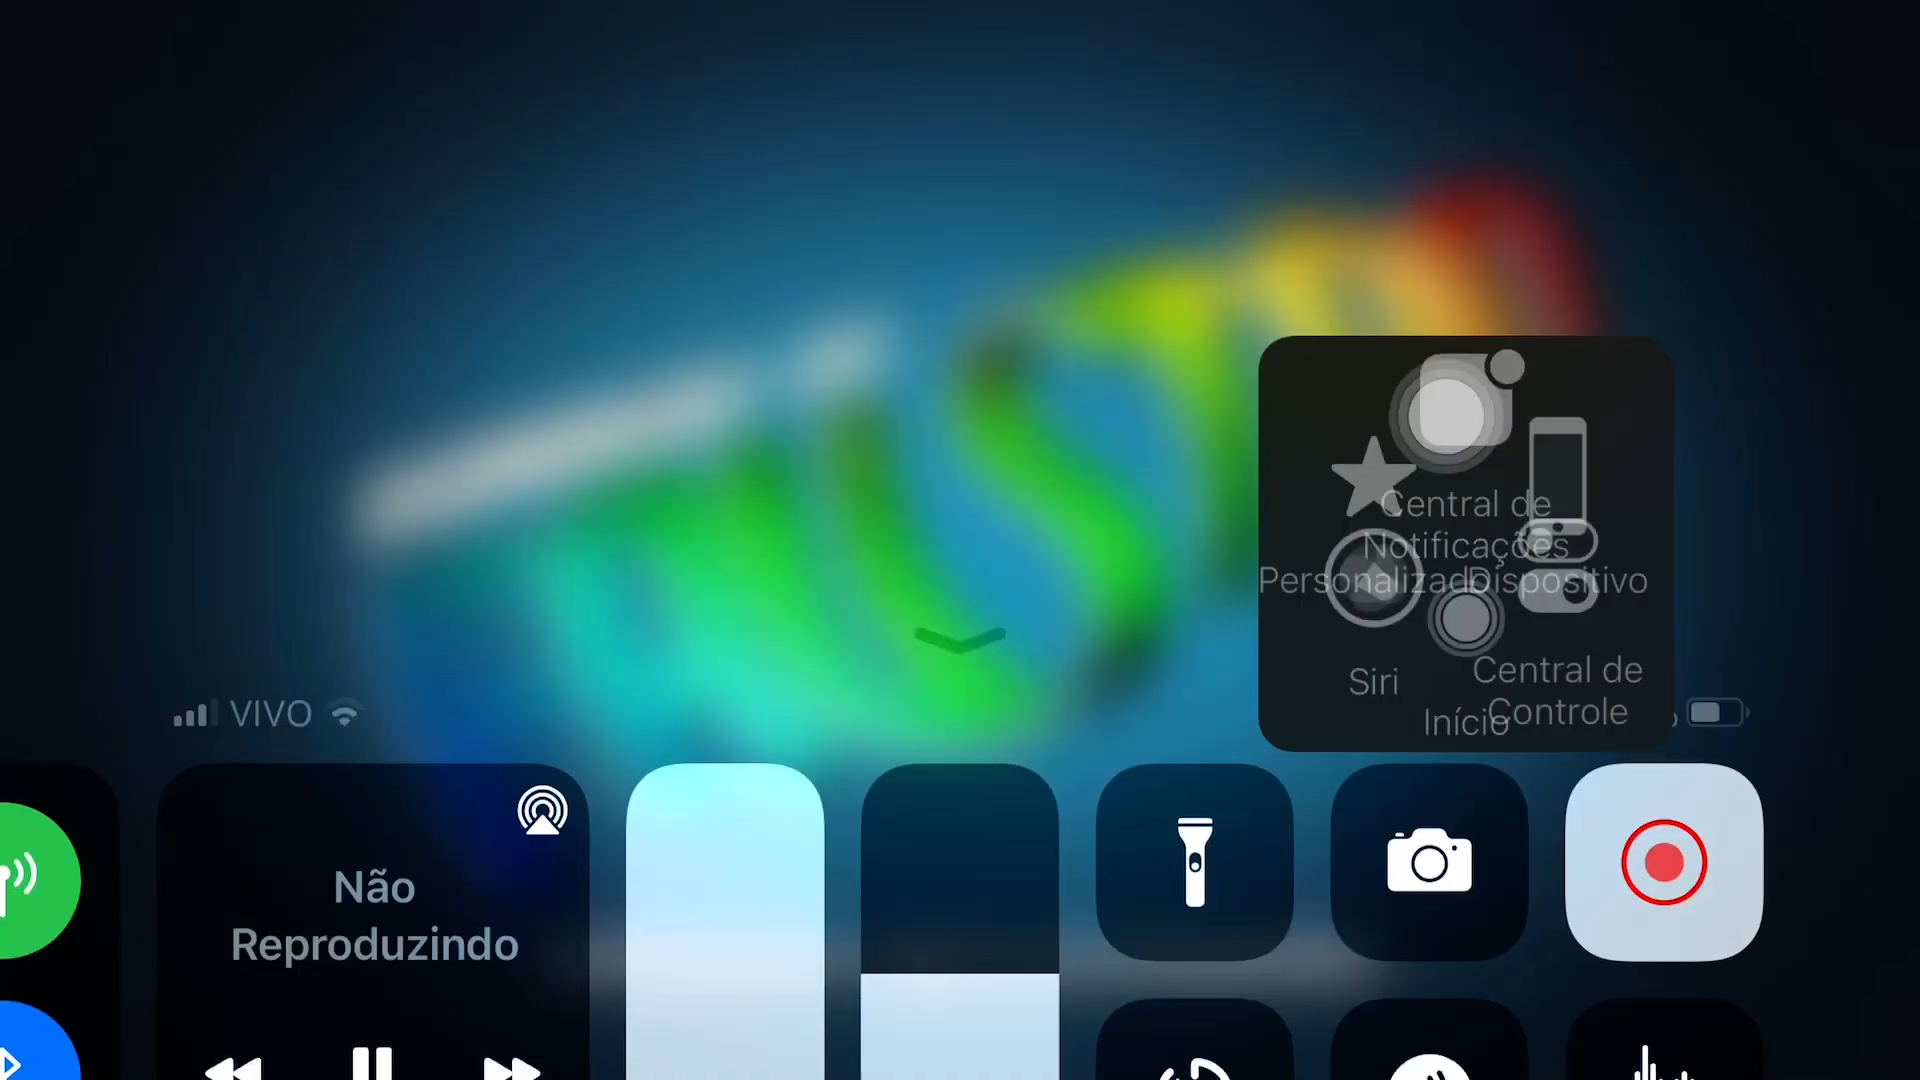 Central de
Notificações
Personalizado
Dispositivo
Siri
Central de
Controle
Início
VIVO
Não
Reproduzindo